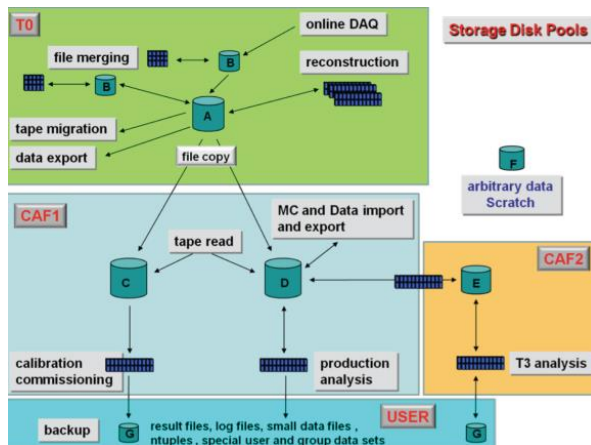 T0
online DAQ
Storage Disk Pools
file merging
B
reconstruction
B
A
tape migration
data export
file copy
F
arbitrary data
Scratch
CAF1
MC and Data import
and export
tape read
CAF2
C
D
E
calibration
commissioning
production
analysis
T3 analysis
USER
backup
G
result files, log files, small data files ,
ntuples , special user and group data sets
G